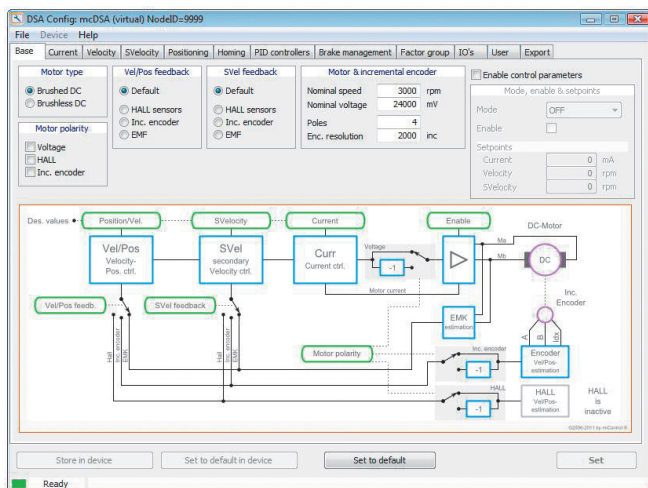 DSA Config: mcDSA (virtual) NodeID=9999
File Device Help
Base Current Velocity SVelocity Positioning Homing PID controllers Brake management Factor group IO's User Export
Motor type
Brushed DC
Brushless DC
Motor polarity
Voltage
HALL
Inc. encoder
Vel/Pos feedback
Default
HALL sensors
Inc. encoder
EMF
SVel feedback
Default
HALL sensors
Inc. encoder
EMF
Motor & incremental encoder
Nominal speed 3000 rpm
Nominal voltage 24000 mV
Poles 4
Enc. resolution 2000 inc
Enable control parameters
Mode, enable & setpoints
Mode OFF
Enable
Setpoints
Current 0 mA
Velocity 0 rpm
SVelocity 0 rpm
Des. values Position/Vel. SVelocity Current Enable
DC-Motor
Vel/Pos
Velocity-
Pos. ctrl.
SVel
secondary
Velocity ctrl.
Curr
Current ctrl.
Voltage
-1
Motor current
Ma
Mb
DC
Inc.
Encoder
Vel/Pos feedb.
SVel feedback
EMK
estimation
A
B
Idx
Hall
Inc. encoder
EMK
Hall
Inc. encoder
EMK
Motor polarity
Inc. encoder
-1
Encoder
Vel/Pos-
estimation
HALL
-1
HALL
Vel/Pos-
estimation
HALL
is
inactive
Store in device Set to default in device Set to default Set
Ready